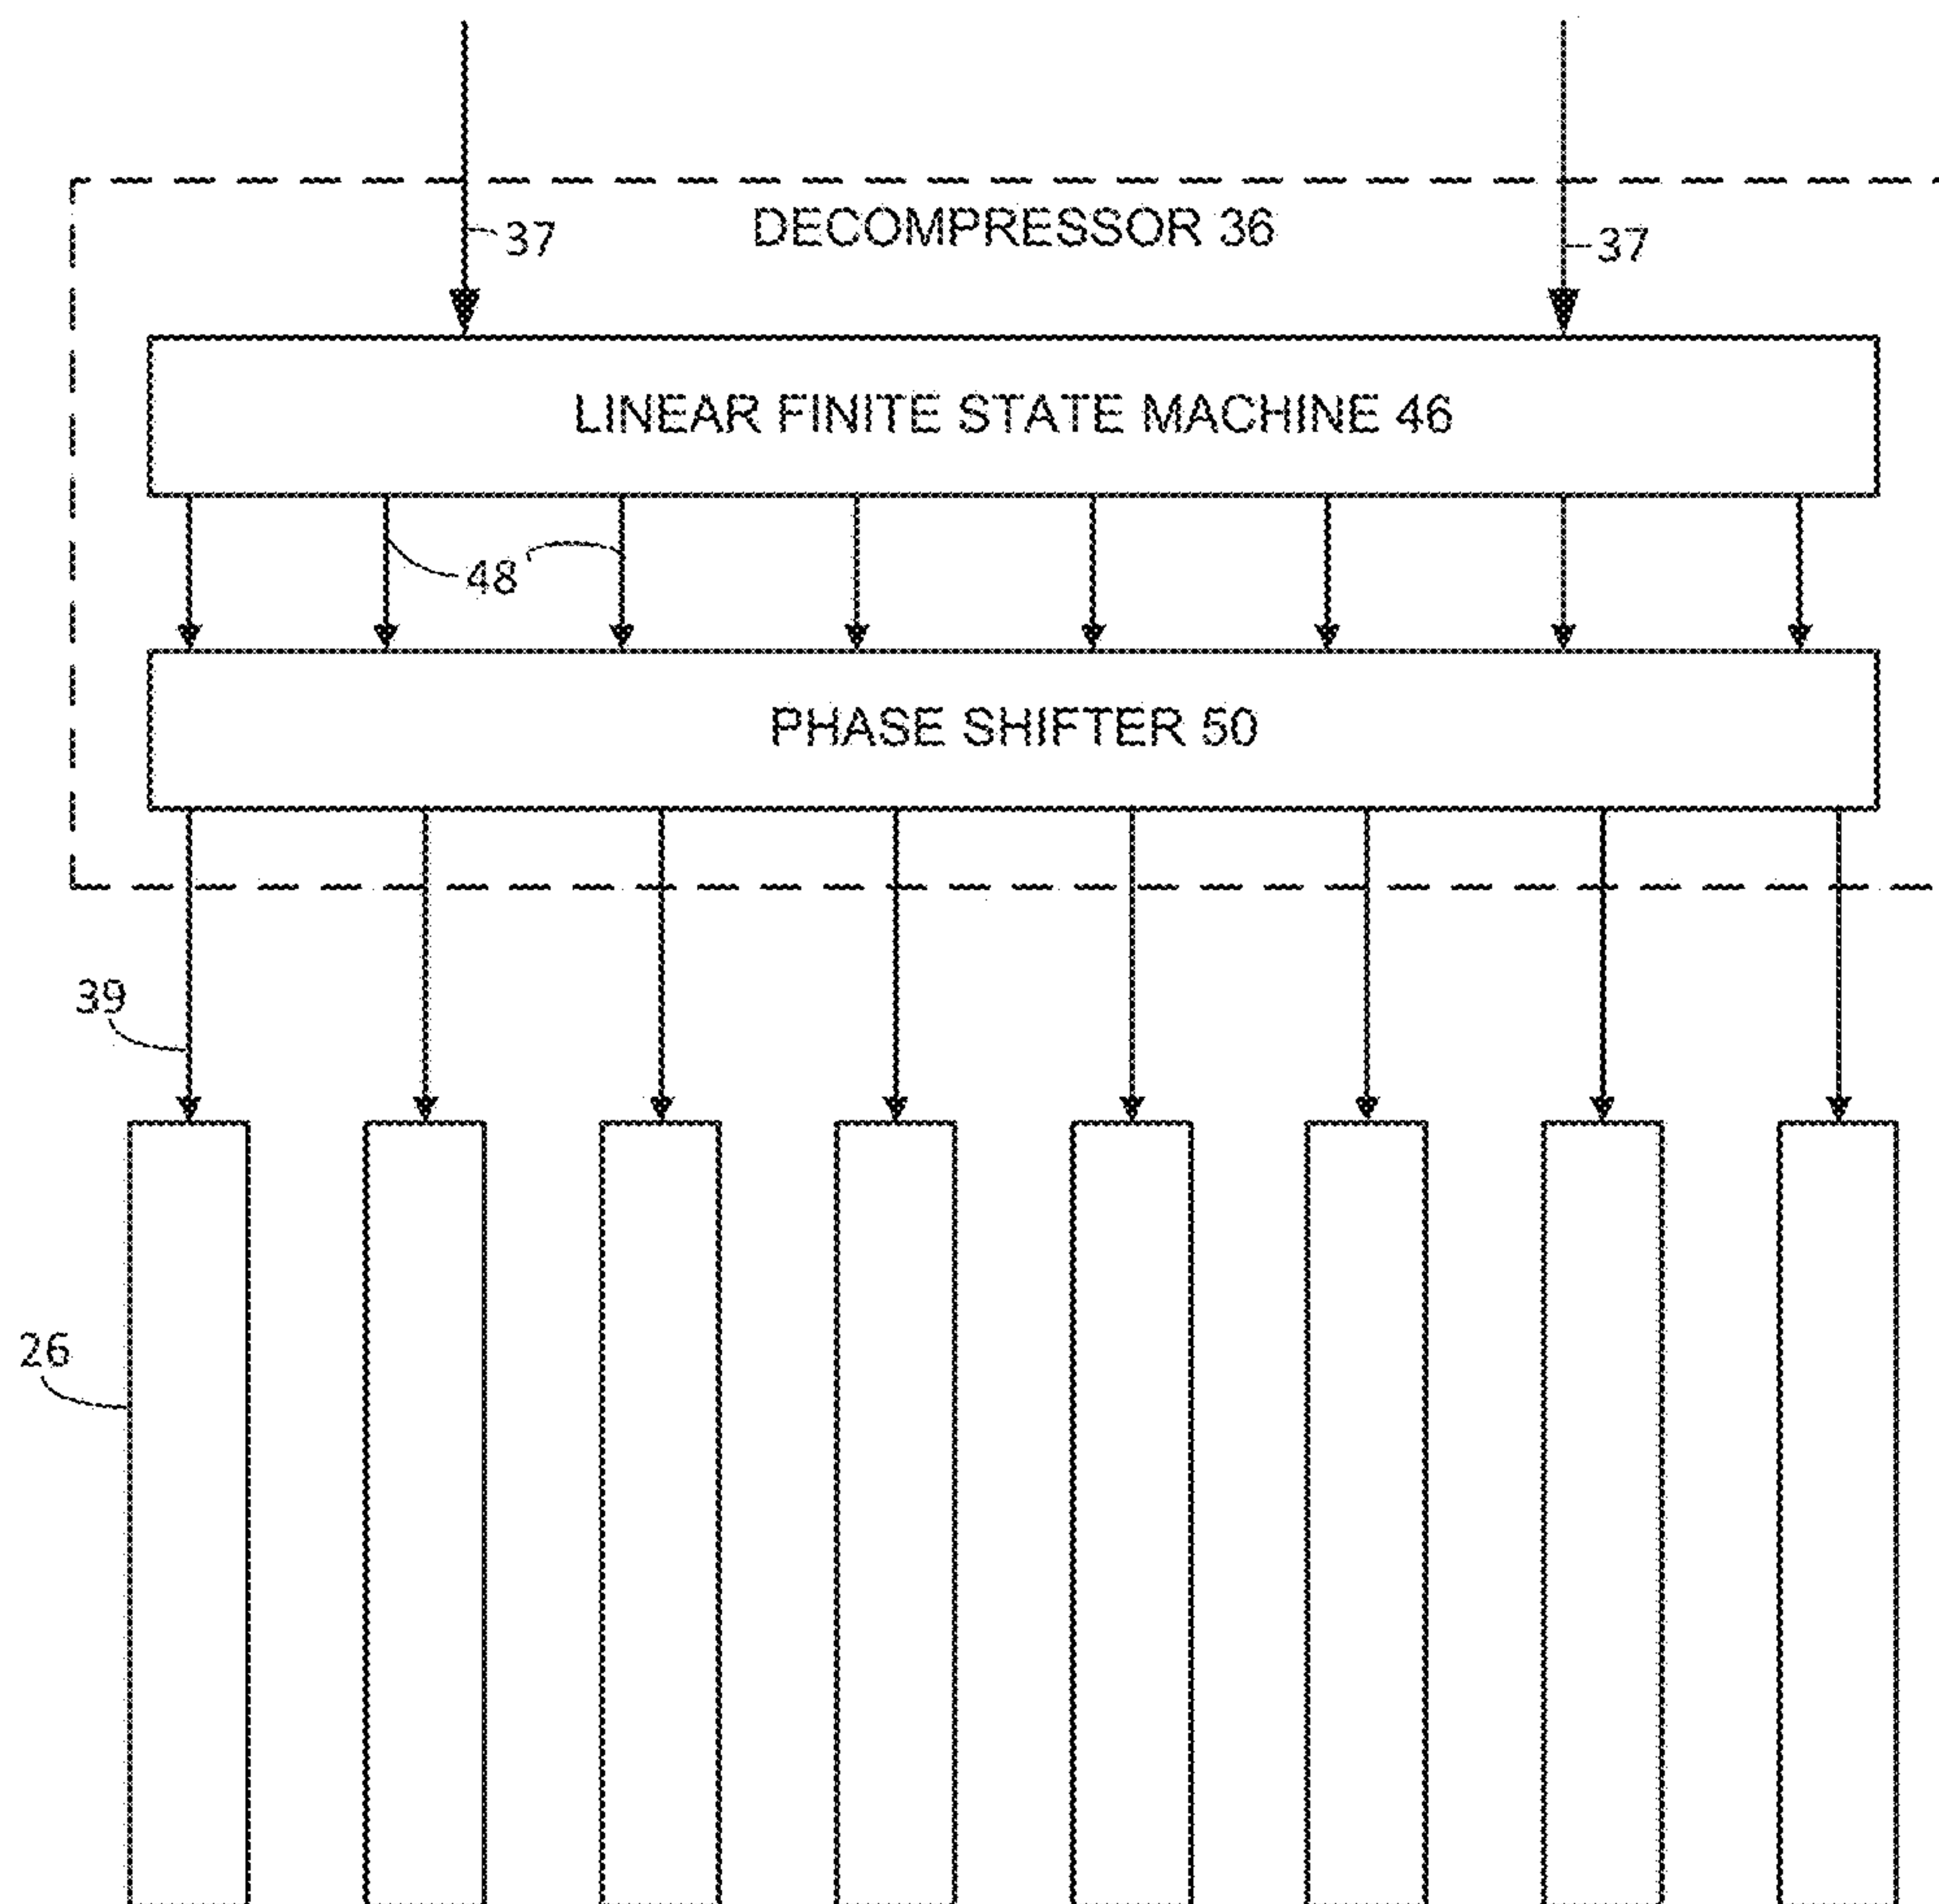 DECOMPRESSOR 36
37
37
LINEAR FINITE STATE MACHINE 46
48
PHASE SHIFTER 50
39
26